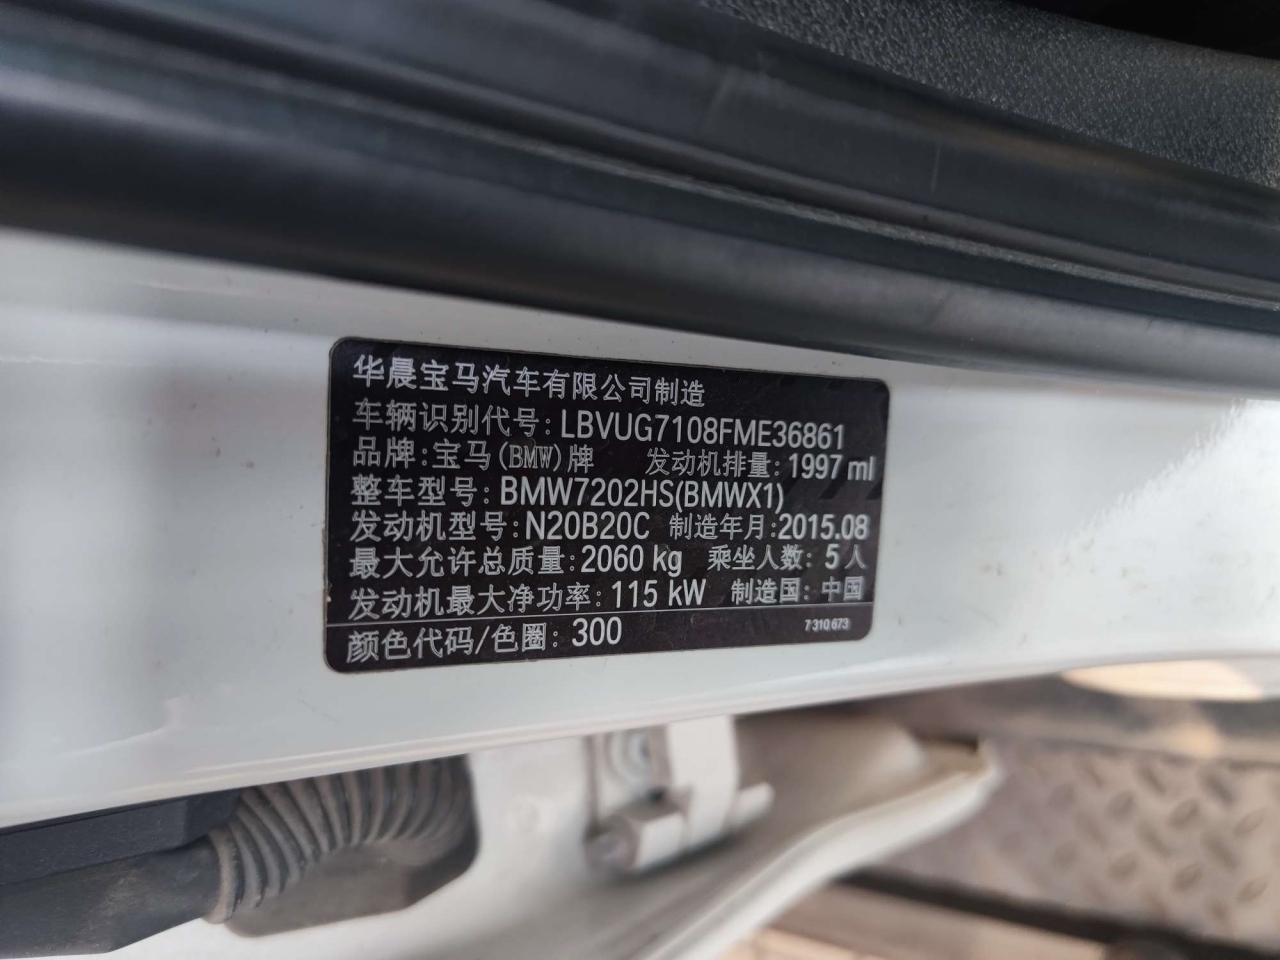 华晨宝马汽车有限公司制造
车辆识别代号: LBVUG7108FME36861
品牌: 宝马(BMW)牌 发动机排量: 1997 ml
整车型号: BMW7202HS(BMWX1)
发动机型号: N20B20C 制造年月: 2015.08
最大允许总质量: 2060 kg 乘坐人数: 5人
发动机最大净功率: 115 kW 制造国: 中国
颜色代码/色圈: 300 7 310 673